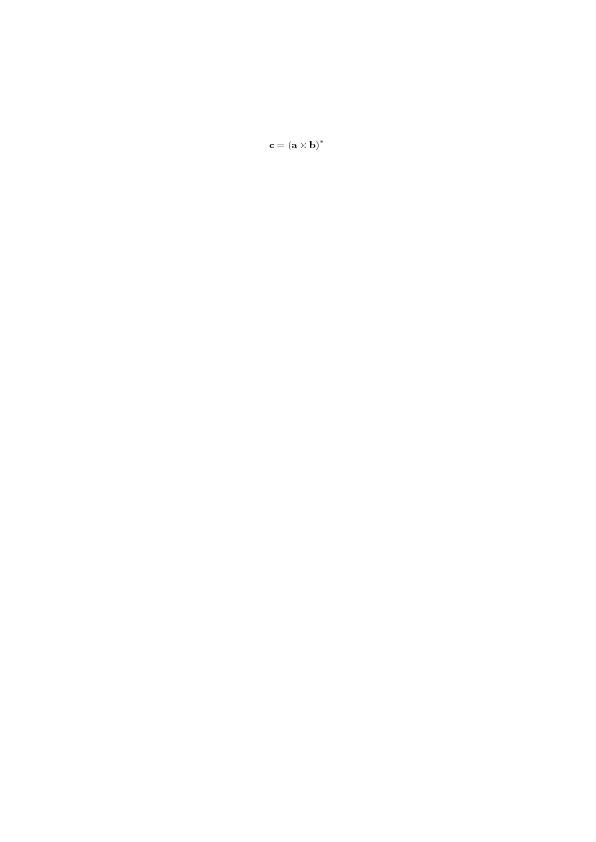 c = (a × b)*